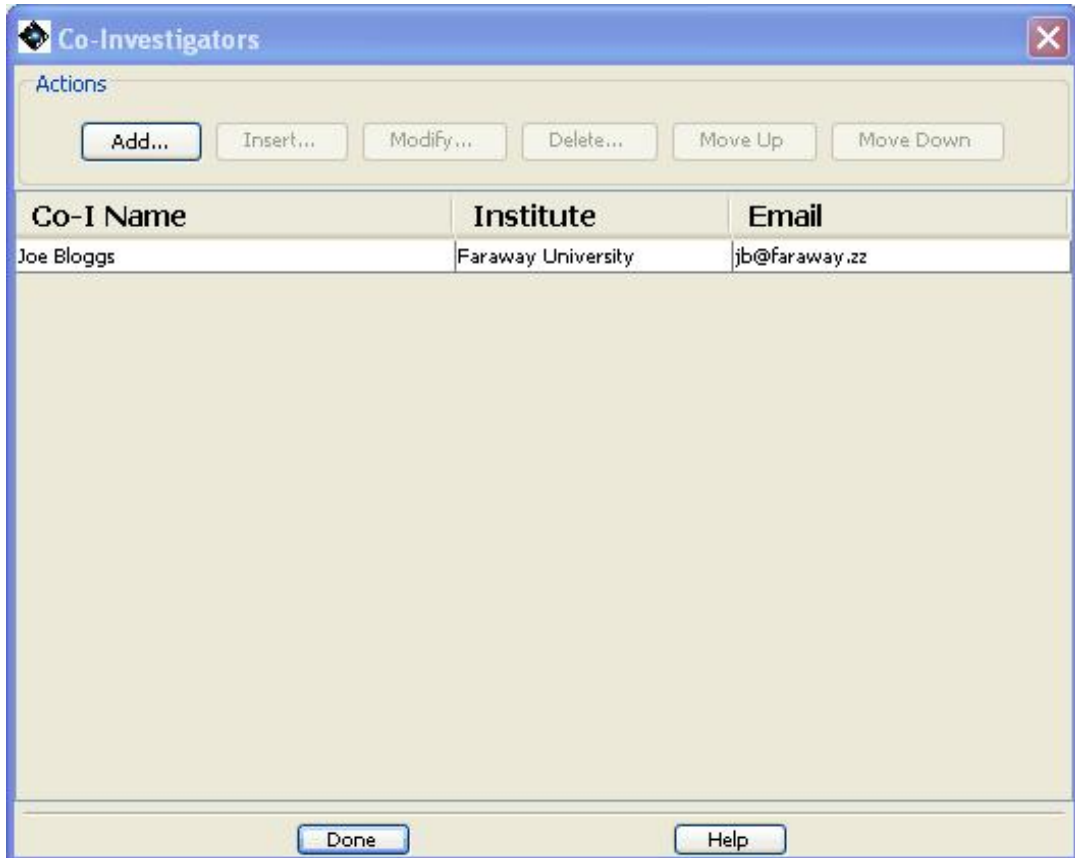 Co-Investigators
Actions
Add... Insert... Modify... Delete... Move Up Move Down
Co-I Name Institute Email
Joe Bloggs Faraway University jb@faraway.zz
Done Help